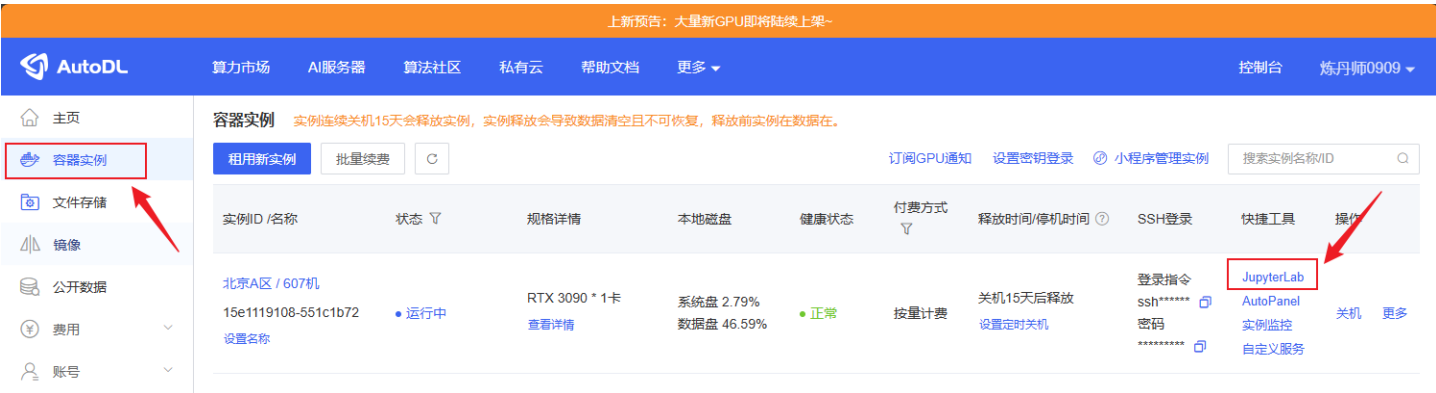 上新预告：大量新GPU即将陆续上架~
AutoDL 算力市场 AI服务器 算法社区 私有云 帮助文档 更多 控制台 炼丹师0909
主页
容器实例
文件存储
镜像
公开数据
费用
账号
容器实例 实例连续关机15天会释放实例，实例释放会导致数据清空且不可恢复，释放前实例在数据在。
租用新实例 批量续费 订阅GPU通知 设置密钥登录 小程序管理实例 搜索实例名称/ID
实例ID /名称 状态 规格详情 本地磁盘 健康状态 付费方式 释放时间/停机时间 SSH登录 快捷工具 操作
北京A区 / 607机
15e1119108-551c1b72
设置名称
运行中
RTX 3090 * 1卡
查看详情
系统盘 2.79%
数据盘 46.59%
正常
按量计费
关机15天后释放
设置定时关机
登录指令
ssh******
密码
*********
JupyterLab
AutoPanel
实例监控
自定义服务
关机 更多